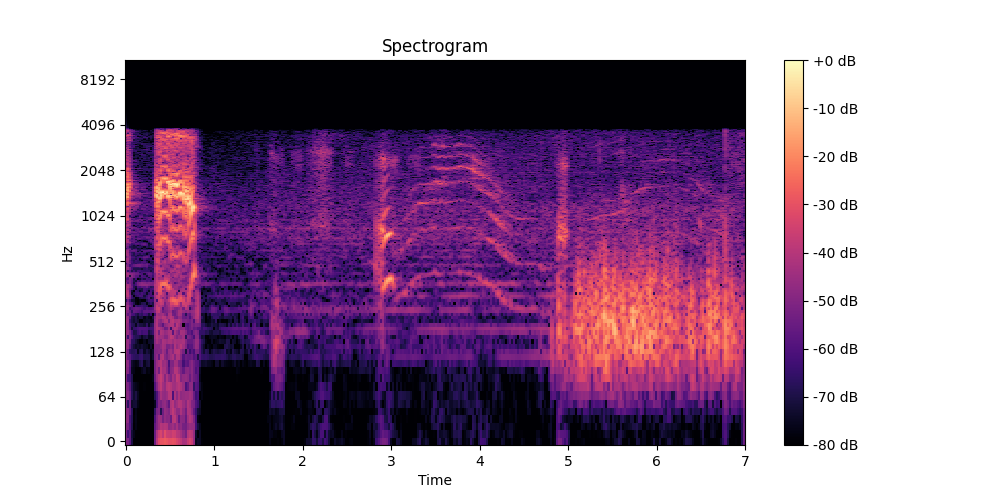 Spectrogram
8192
4096
2048
1024
512
256
128
64
0
Hz
0 1 2 3 4 5 6 7
Time
+0 dB
-10 dB
-20 dB
-30 dB
-40 dB
-50 dB
-60 dB
-70 dB
-80 dB